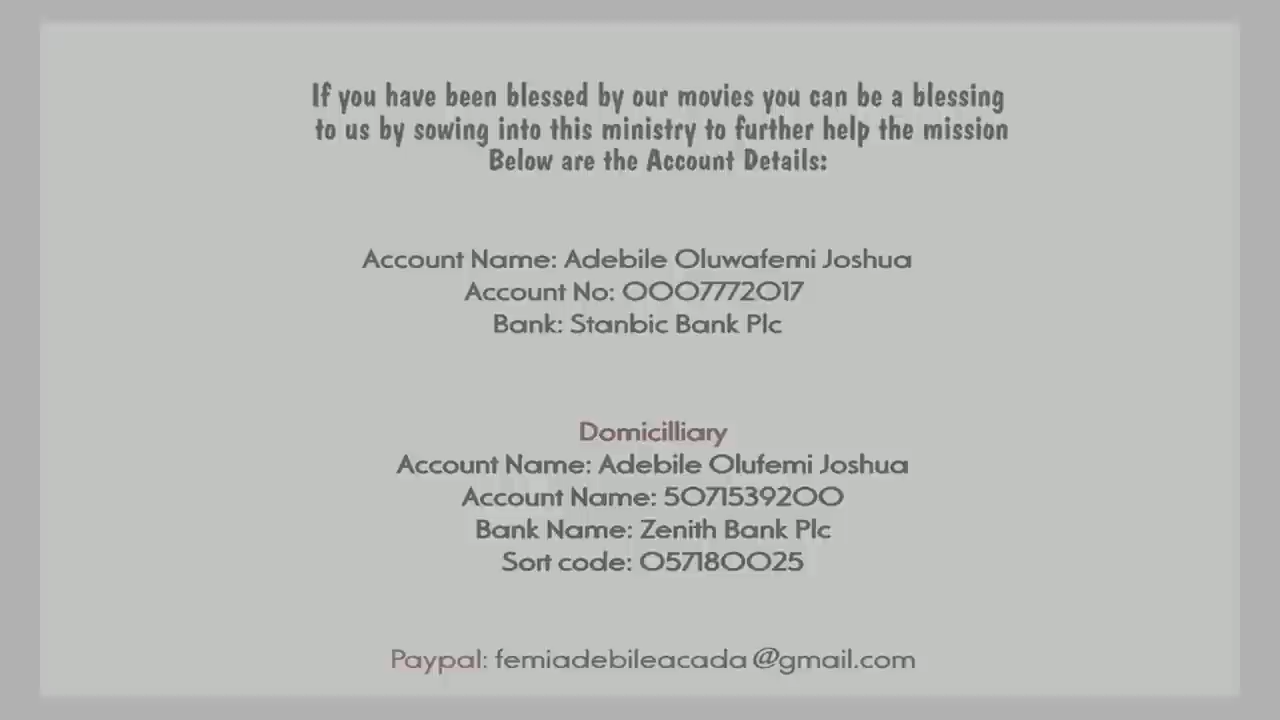 If you have been blessed by our movies you can be a blessing
to us by sowing into this ministry to further help the mission
Below are the Account Details:
Account Name: Adebile Oluwafemi Joshua
Account No: 0007772017
Bank: Stanbic Bank Plc
Domicilliary
Account Name: Adebile Olufemi Joshua
Account Name: 5071539200
Bank Name: Zenith Bank Plc
Sort code: 057180025
Paypal: femiadebileacada@gmail.com